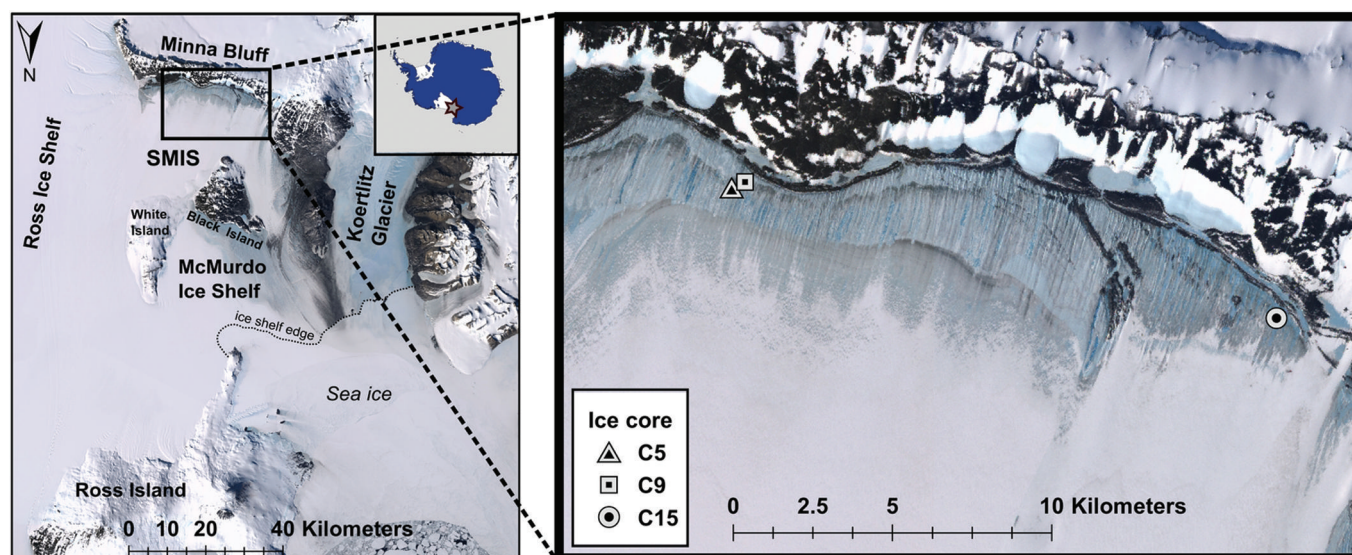 Minna Bluff
N
Ross Ice Shelf
SMIS
White
Island
Black Island
Koertlitz
Glacier
McMurdo
Ice Shelf
ice shelf edge
Sea ice
Ross Island
0 10 20 40 Kilometers
Ice core
C5
C9
C15
0 2.5 5 10 Kilometers